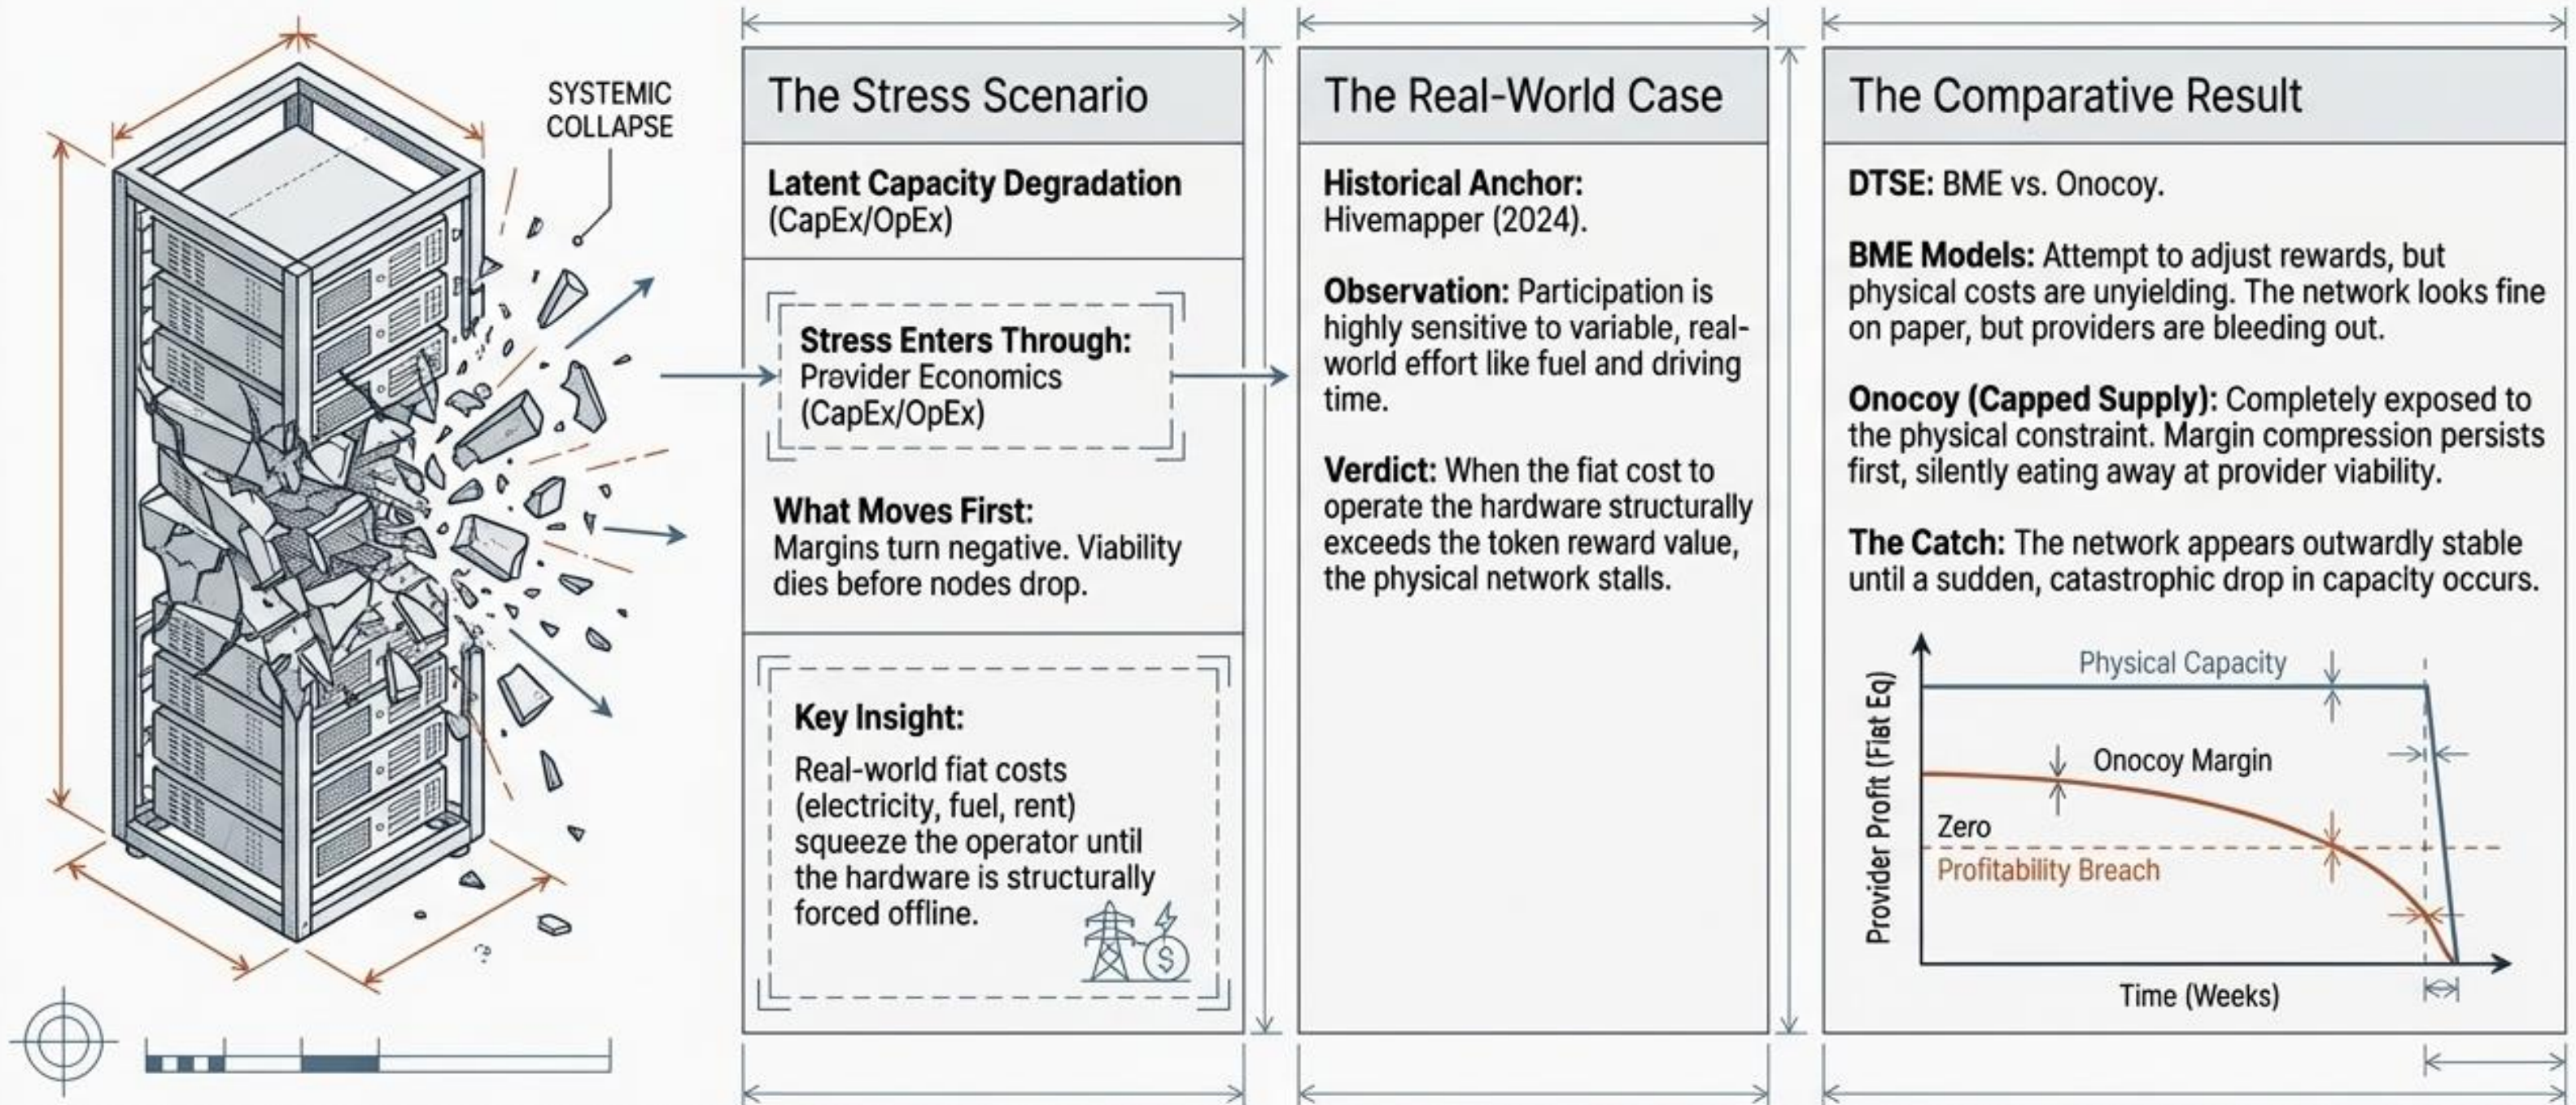 SYSTEMIC
COLLAPSE
The Stress Scenario
Latent Capacity Degradation
(CapEx/OpEx)
Stress Enters Through:
Pravider Economics
(CapEx/OpEx)
What Moves First:
Margins turn negative. Viability
dies before nodes drop.
Key Insight:
Real-world fiat costs
(electricity, fuel, rent)
squeeze the operator until
the hardware is structurally
forced offline.
$
The Real-World Case
Historical Anchor:
Hivemapper (2024).
Observation: Participation is
highly sensitive to variable, real-
world effort like fuel and driving
time.
Verdict: When the fiat cost to
operate the hardware structurally
exceeds the token reward value,
the physical network stalls.
The Comparative Result
DTSE: BME vs. Onocoy.
BME Models: Attempt to adjust rewards, but
physical costs are unyielding. The network looks fine
on paper, but providers are bleeding out.
Onocoy (Capped Supply): Completely exposed to
the physical constraint. Margin compression persists
first, silently eating away at provider viability.
The Catch: The network appears outwardly stable
until a sudden, catastrophic drop in capacity occurs.
Provider Profit (Fiat Eq)
Physical Capacity
Onocoy Margin
Zero
Profitability Breach
Time (Weeks)